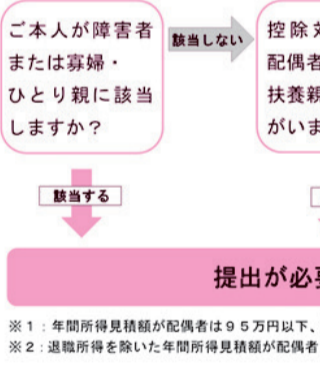 ご本人が障害者
または寡婦・
ひとり親に該当
しますか？
該当しない
控除
配偶者
扶養親
がいま
該当する
提出が必要
※１：年間所得見積額が配偶者は９５万円以下、
※２：退職所得を除いた年間所得見積額が配偶者